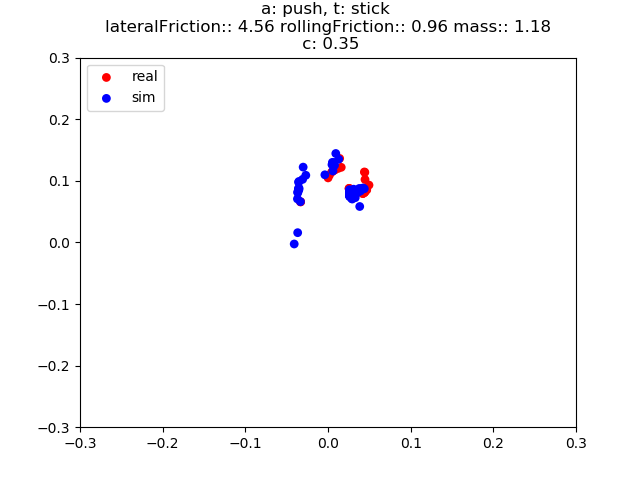 a: push, t: stick
lateralFriction:: 4.56 rollingFriction:: 0.96 mass:: 1.18
c: 0.35
real
sim
0.3
0.2
0.1
0.0
−0.1
−0.2
−0.3
−0.3 −0.2 −0.1 0.0 0.1 0.2 0.3